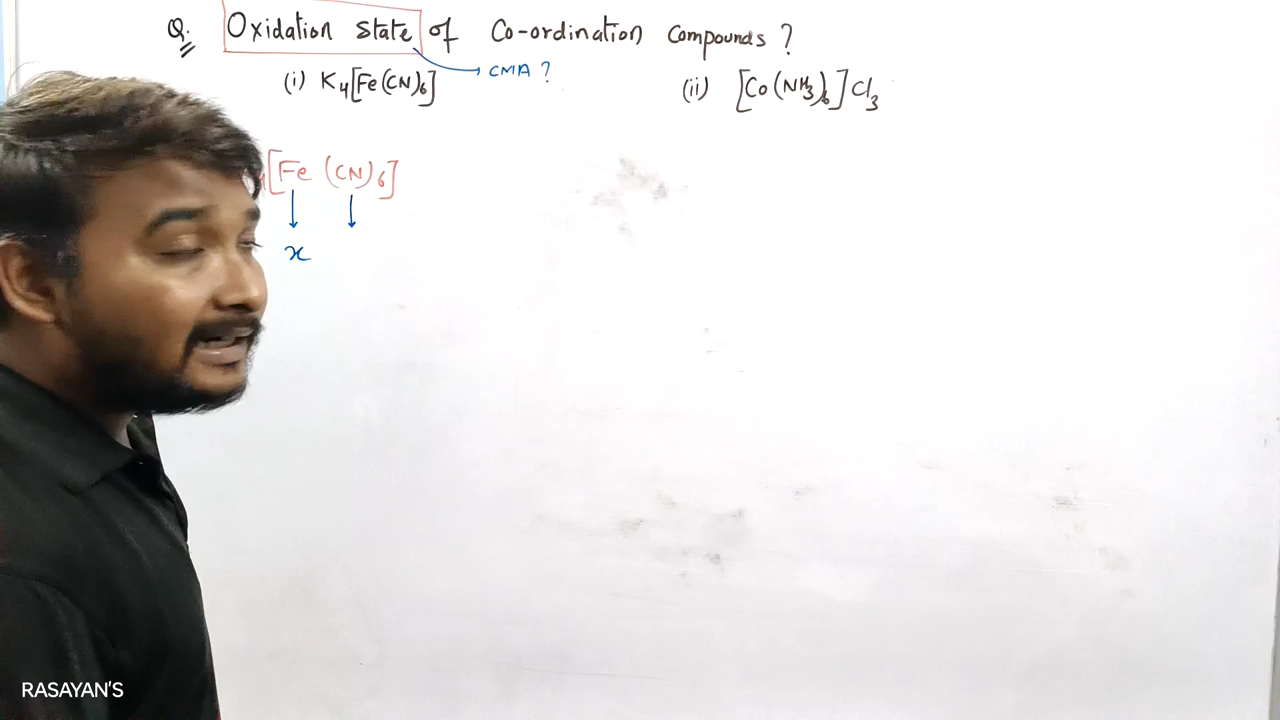 Q. Oxidation State of Co-ordination Compounds ?
CMA ?
(i) K4[Fe(CN)6] (ii) [Co(NH3)6]Cl3
[Fe (CN)6]
x
RASAYAN'S